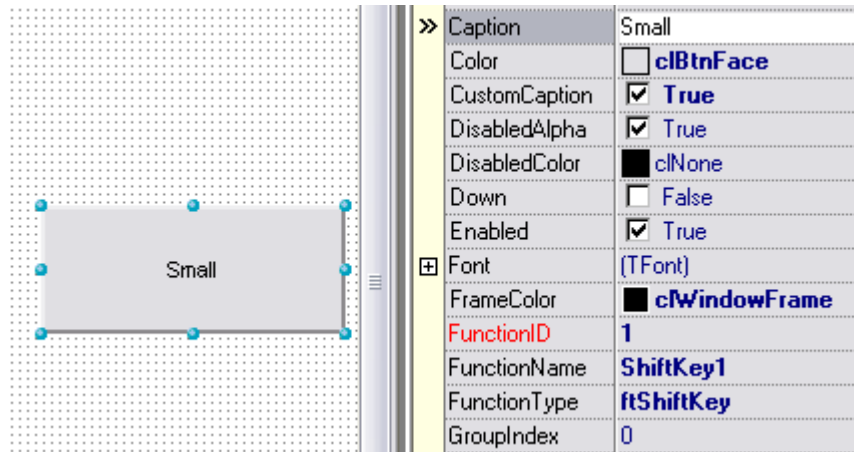 Small
Caption Small
Color clBtnFace
CustomCaption True
DisabledAlpha True
DisabledColor clNone
Down False
Enabled True
Font (TFont)
FrameColor clWindowFrame
FunctionID 1
FunctionName ShiftKey1
FunctionType ftShiftKey
GroupIndex 0